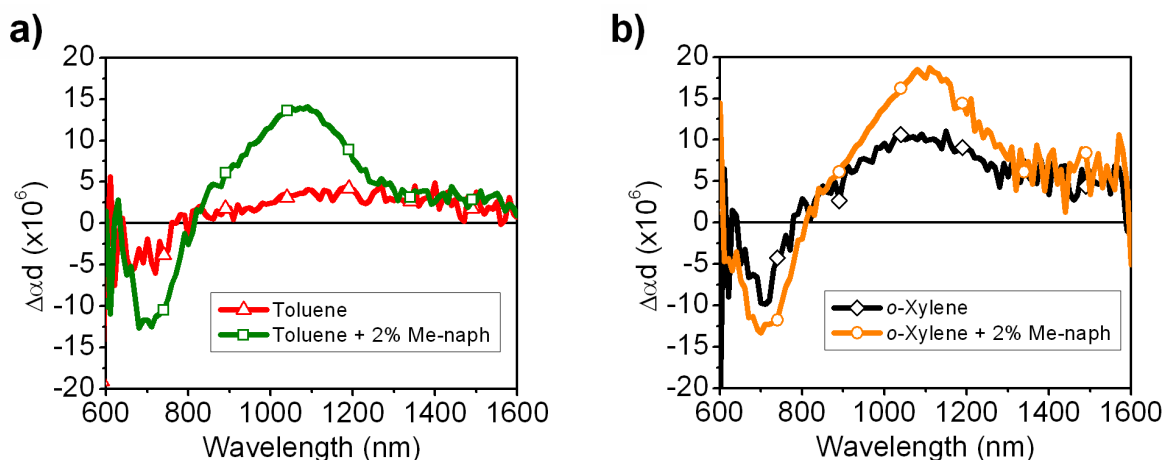 a)
20
15
10
5
0
-5
-10
-15
-20
Δαd (x10⁶)
Toluene
Toluene + 2% Me-naph
600 800 1000 1200 1400 1600
Wavelength (nm)
b)
20
15
10
5
0
-5
-10
-15
-20
Δαd (x10⁶)
o-Xylene
o-Xylene + 2% Me-naph
600 800 1000 1200 1400 1600
Wavelength (nm)